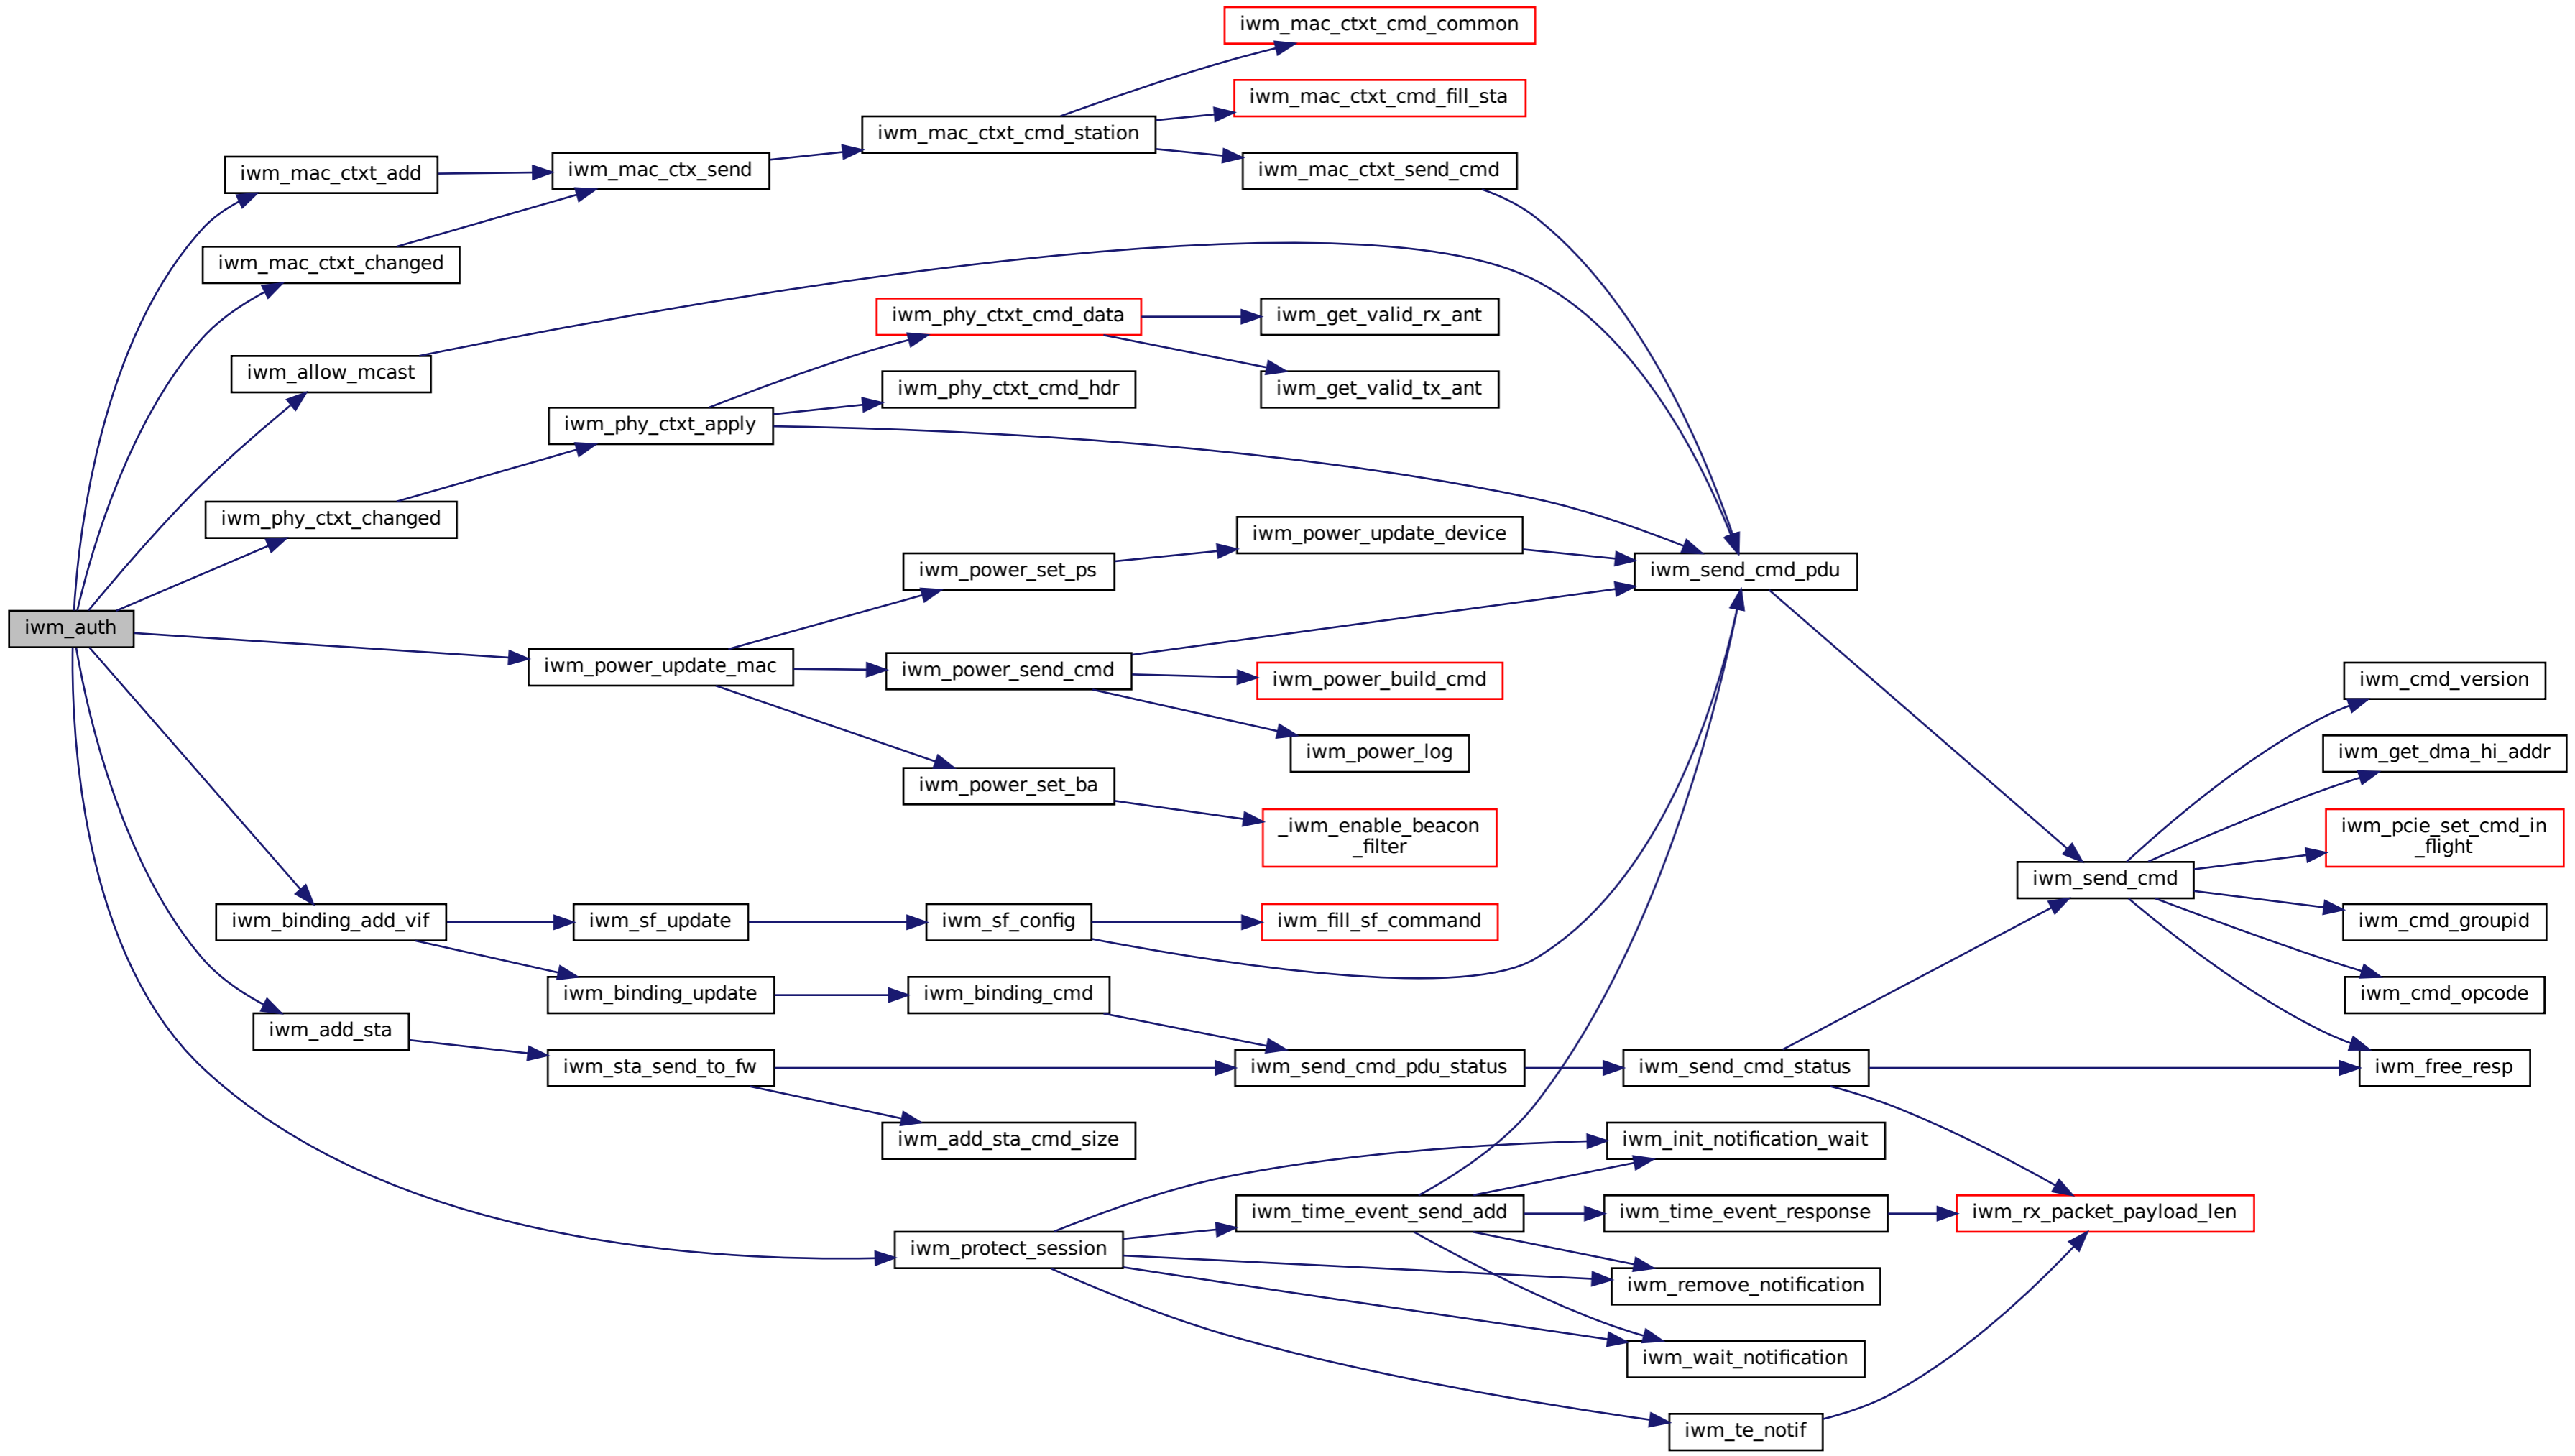 iwm_mac_ctxt_cmd_common
iwm_mac_ctxt_cmd_fill_sta
iwm_mac_ctxt_cmd_station
iwm_mac_ctxt_add
iwm_mac_ctx_send
iwm_mac_ctxt_send_cmd
iwm_mac_ctxt_changed
iwm_phy_ctxt_cmd_data
iwm_get_valid_rx_ant
iwm_allow_mcast
iwm_phy_ctxt_cmd_hdr
iwm_get_valid_tx_ant
iwm_phy_ctxt_apply
iwm_phy_ctxt_changed
iwm_power_update_device
iwm_power_set_ps
iwm_send_cmd_pdu
iwm_auth
iwm_power_update_mac
iwm_power_send_cmd
iwm_power_build_cmd
iwm_cmd_version
iwm_power_log
iwm_get_dma_hi_addr
iwm_power_set_ba
_iwm_enable_beacon
_filter
iwm_pcie_set_cmd_in
_flight
iwm_send_cmd
iwm_binding_add_vif
iwm_sf_update
iwm_sf_config
iwm_fill_sf_command
iwm_cmd_groupid
iwm_binding_update
iwm_binding_cmd
iwm_cmd_opcode
iwm_add_sta
iwm_sta_send_to_fw
iwm_send_cmd_pdu_status
iwm_send_cmd_status
iwm_free_resp
iwm_add_sta_cmd_size
iwm_init_notification_wait
iwm_time_event_send_add
iwm_time_event_response
iwm_rx_packet_payload_len
iwm_protect_session
iwm_remove_notification
iwm_wait_notification
iwm_te_notif